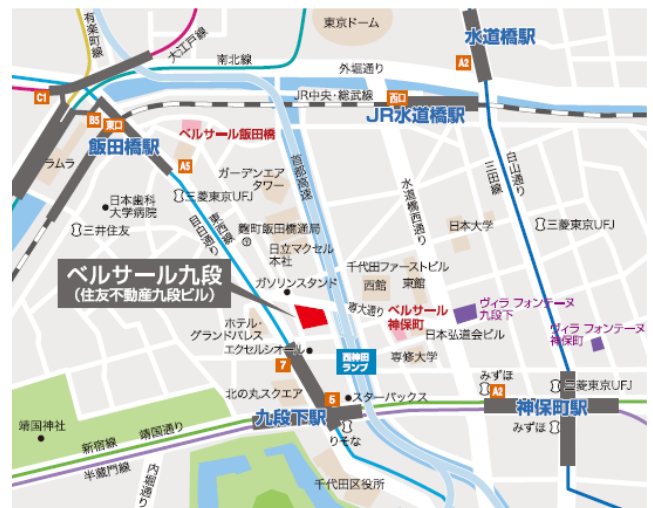 有楽町線
大江戸線
南北線
東京ドーム
水道橋駅
A2
外堀通り
C1
JR中央・総武線
西口
JR水道橋駅
B5
東口
飯田橋駅
ベルサール飯田橋
首都高速
ラムラ
A5
ガーデンエア
タワー
白山通り
三田線
水道橋西通り
三菱東京UFJ
日本歯科
大学病院
東西線
目白通り
麴町飯田橋通局
日本大学
三菱東京UFJ
三井住友
日立マクセル
本社
ベルサール九段
(住友不動産九段ビル)
千代田ファーストビル
西館
東館
ガソリンスタンド
専大通り
ベルサール
神保町
ヴィラ フォンテーヌ
九段下
ホテル・
グランドパレス
日本弘道会ビル
ヴィラ フォンテーヌ
神保町
エクセルシオール
西神田
ランプ
専修大学
7
みずほ
三菱東京UFJ
北の丸スクエア
5
スターバックス
A2
九段下駅
神保町駅
靖国神社
靖国通り
新宿線
りそな
みずほ
半蔵門線
内堀通り
千代田区役所